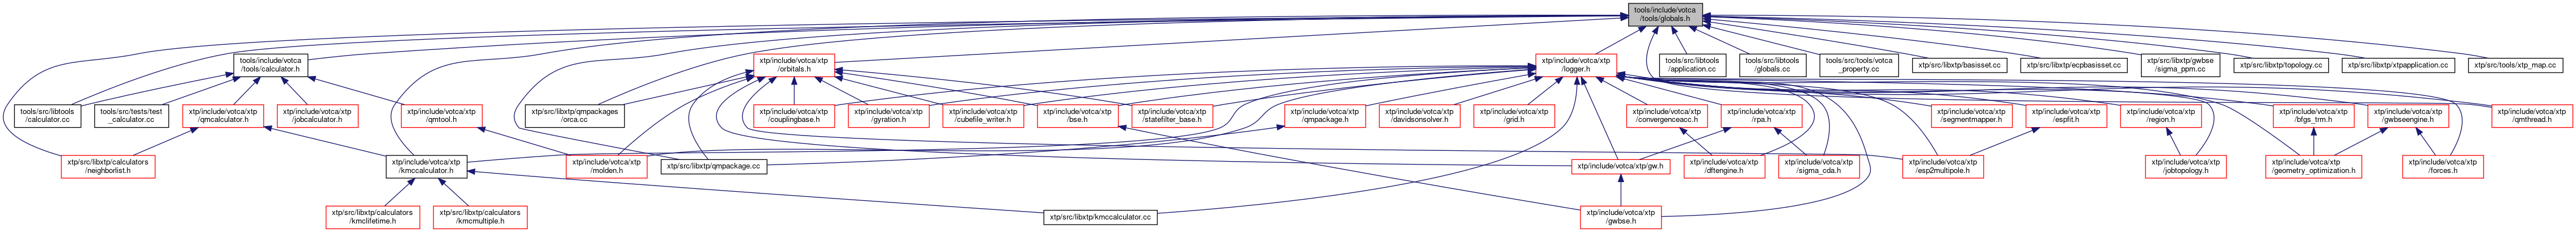 tools/include/votca
/tools/globals.h
tools/include/votca
/tools/calculator.h
xtp/include/votca/xtp
/orbitals.h
xtp/include/votca/xtp
/logger.h
tools/src/libtools
/application.cc
tools/src/libtools
/globals.cc
tools/src/tools/votca
_property.cc
xtp/src/libxtp/basisset.cc
xtp/src/libxtp/ecpbasisset.cc
xtp/src/libxtp/gwbse
/sigma_ppm.cc
xtp/src/libxtp/topology.cc
xtp/src/libxtp/xtpapplication.cc
xtp/src/tools/xtp_map.cc
tools/src/libtools
/calculator.cc
tools/src/tests/test
_calculator.cc
xtp/include/votca/xtp
/qmcalculator.h
xtp/include/votca/xtp
/jobcalculator.h
xtp/include/votca/xtp
/qmtool.h
xtp/src/libxtp/qmpackages
/orca.cc
xtp/include/votca/xtp
/couplingbase.h
xtp/include/votca/xtp
/gyration.h
xtp/include/votca/xtp
/cubefile_writer.h
xtp/include/votca/xtp
/bse.h
xtp/include/votca/xtp
/statefilter_base.h
xtp/include/votca/xtp
/qmpackage.h
xtp/include/votca/xtp
/davidsonsolver.h
xtp/include/votca/xtp
/grid.h
xtp/include/votca/xtp
/convergenceacc.h
xtp/include/votca/xtp
/rpa.h
xtp/include/votca/xtp
/segmentmapper.h
xtp/include/votca/xtp
/espfit.h
xtp/include/votca/xtp
/region.h
xtp/include/votca/xtp
/bfgs_trm.h
xtp/include/votca/xtp
/gwbseengine.h
xtp/include/votca/xtp
/qmthread.h
xtp/src/libxtp/calculators
/neighborlist.h
xtp/include/votca/xtp
/kmccalculator.h
xtp/include/votca/xtp
/molden.h
xtp/src/libxtp/qmpackage.cc
xtp/include/votca/xtp/gw.h
xtp/include/votca/xtp
/dftengine.h
xtp/include/votca/xtp
/sigma_cda.h
xtp/include/votca/xtp
/esp2multipole.h
xtp/include/votca/xtp
/jobtopology.h
xtp/include/votca/xtp
/geometry_optimization.h
xtp/include/votca/xtp
/forces.h
xtp/src/libxtp/calculators
/kmclifetime.h
xtp/src/libxtp/calculators
/kmcmultiple.h
xtp/src/libxtp/kmccalculator.cc
xtp/include/votca/xtp
/gwbse.h